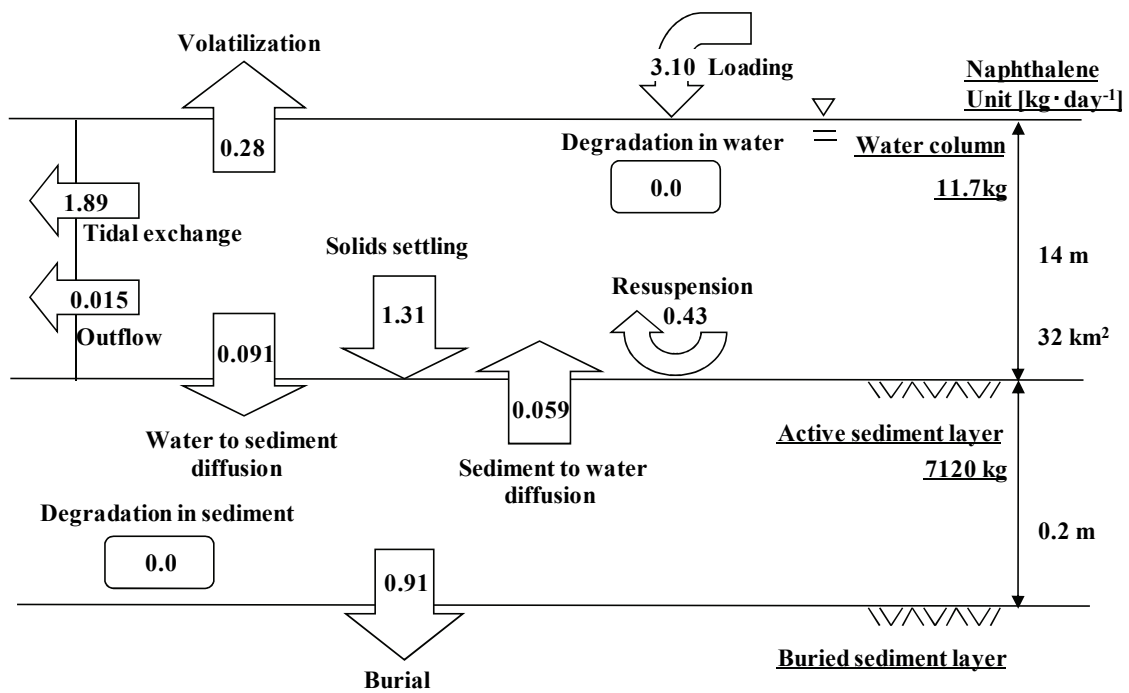 Volatilization
3.10 Loading
Naphthalene
Unit [kg·day-1]
0.28
Degradation in water
0.0
Water column
11.7kg
1.89
Tidal exchange
Solids settling
14 m
0.015
Outflow
1.31
Resuspension
0.43
32 km2
0.091
0.059
Water to sediment
diffusion
Sediment to water
diffusion
Active sediment layer
7120 kg
Degradation in sediment
0.0
0.2 m
0.91
Burial
Buried sediment layer